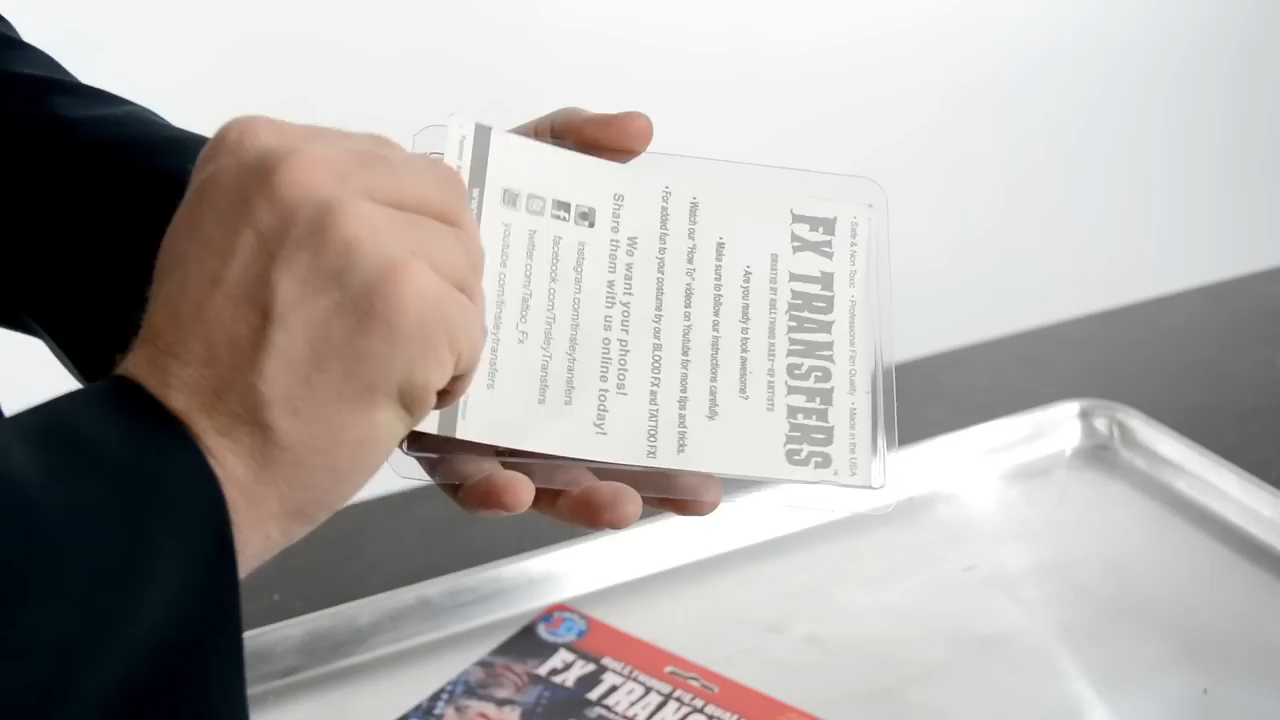 • Safe & Non Toxic • Professional Film Quality • Made in the USA
FX TRANSFERS™
CREATED BY HOLLYWOOD MAKE-UP ARTISTS
• Are you ready to look awesome?
• Make sure to follow our instructions carefully.
• Watch our "How To" videos on Youtube for more tips and tricks.
• For added fun to your costume try our BLOOD FX and TATTOO FX!
We want your photos!
Share them with us online today!
instagram.com/tinsleytransfers
facebook.com/TinsleyTransfers
twitter.com/Tattoo_Fx
youtube.com/tinsleytransfers
3D
HOLLYWOOD FILM
FX